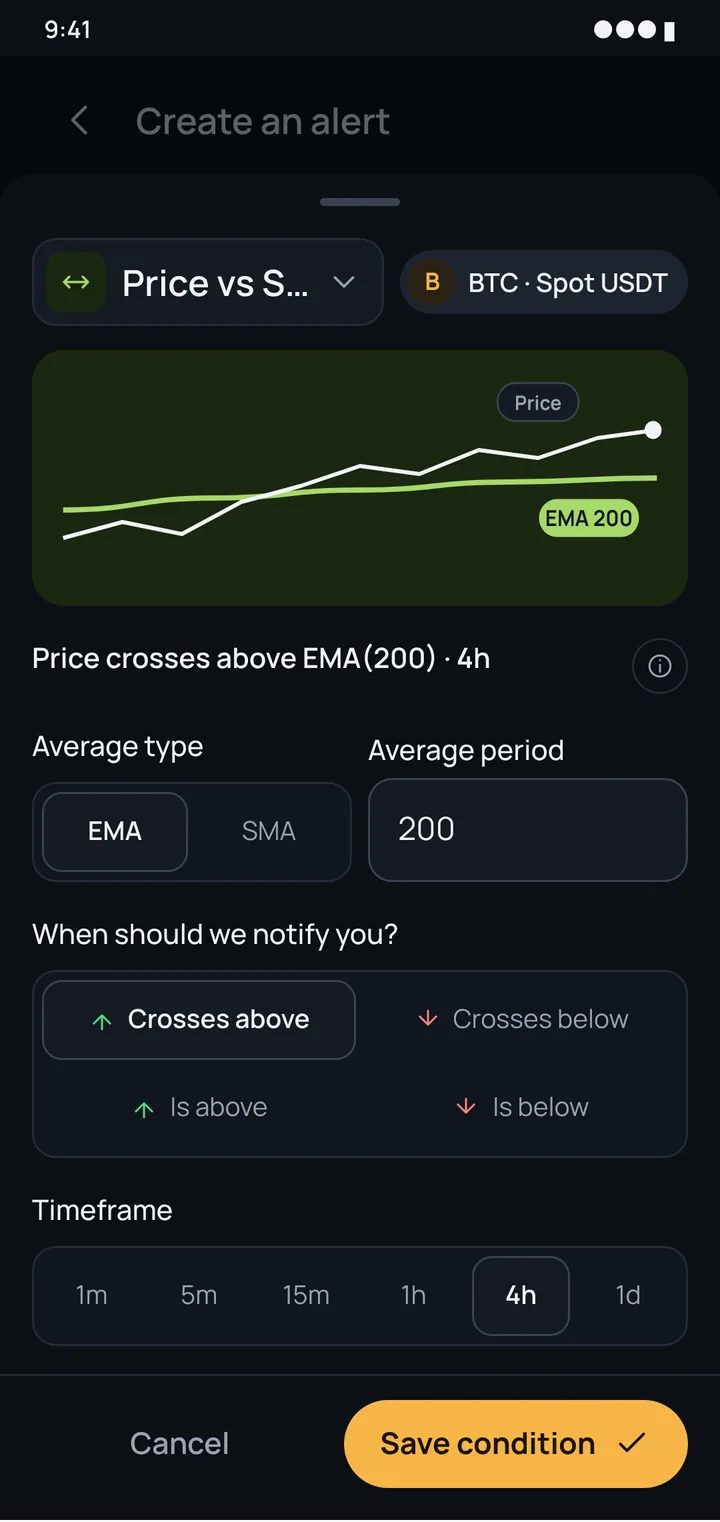 9:41
Create an alert
Price vs S...
B
BTC · Spot USDT
Price
EMA 200
Price crosses above EMA(200) · 4h
Average type
Average period
EMA
SMA
200
When should we notify you?
Crosses above
Crosses below
Is above
Is below
Timeframe
1m
5m
15m
1h
4h
1d
Cancel
Save condition